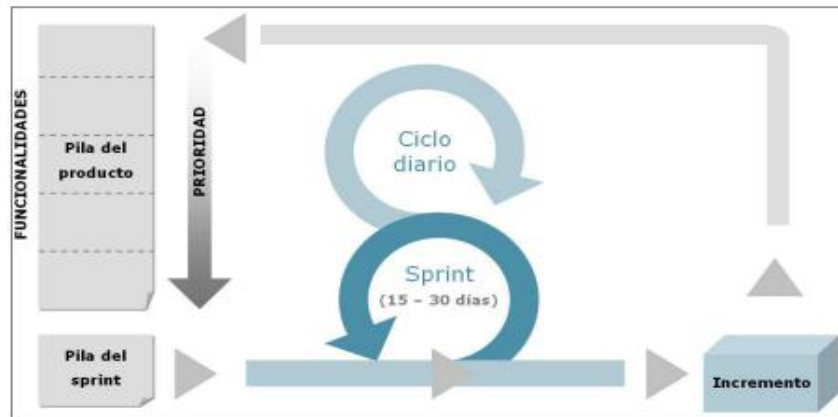 FUNCIONALIDADES
Pila del
producto
PRIORIDAD
Ciclo
diario
Sprint
(15 – 30 días)
Pila del
sprint
Incremento